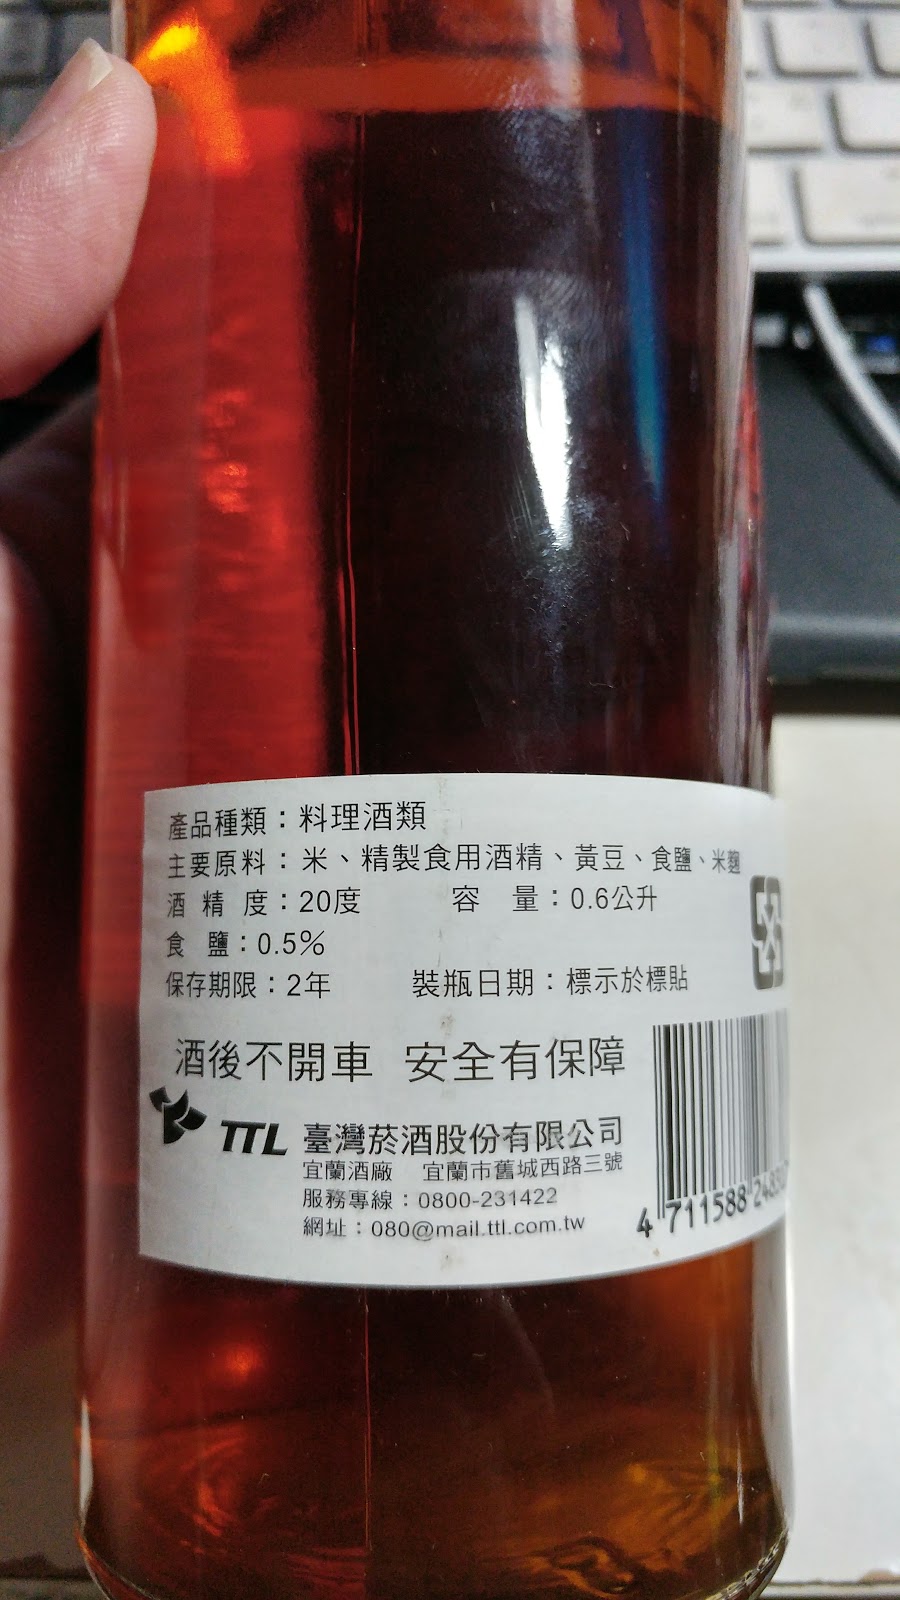 產品種類：料理酒類
主要原料：米、精製食用酒精、黃豆、食鹽、米麴
酒精度：20度 容量：0.6公升
食鹽：0.5%
保存期限：2年 裝瓶日期：標示於標貼
酒後不開車 安全有保障
TTL 臺灣菸酒股份有限公司
宜蘭酒廠 宜蘭市舊城西路三號
服務專線：0800-231422
網址：080@mail.ttl.com.tw
4 711588